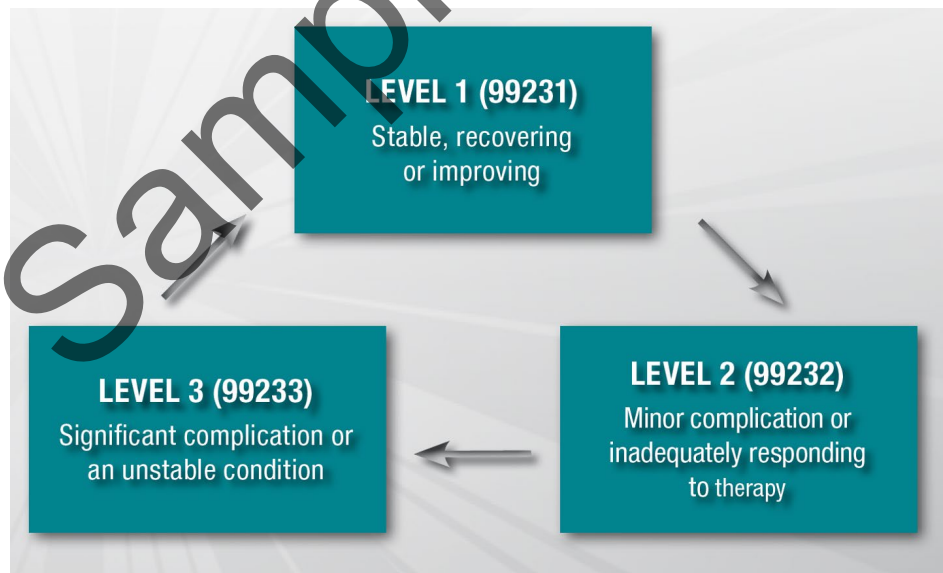 Sampl
LEVEL 1 (99231)
Stable, recovering
or improving
LEVEL 3 (99233)
Significant complication or
an unstable condition
LEVEL 2 (99232)
Minor complication or
inadequately responding
to therapy